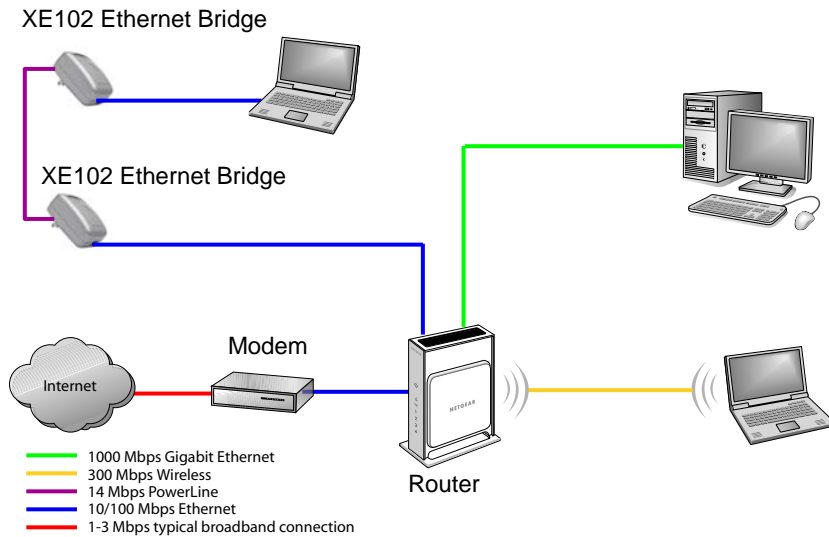 XE102 Ethernet Bridge
XE102 Ethernet Bridge
Modem
Internet
NETGEAR
Router
1000 Mbps Gigabit Ethernet
300 Mbps Wireless
14 Mbps PowerLine
10/100 Mbps Ethernet
1-3 Mbps typical broadband connection